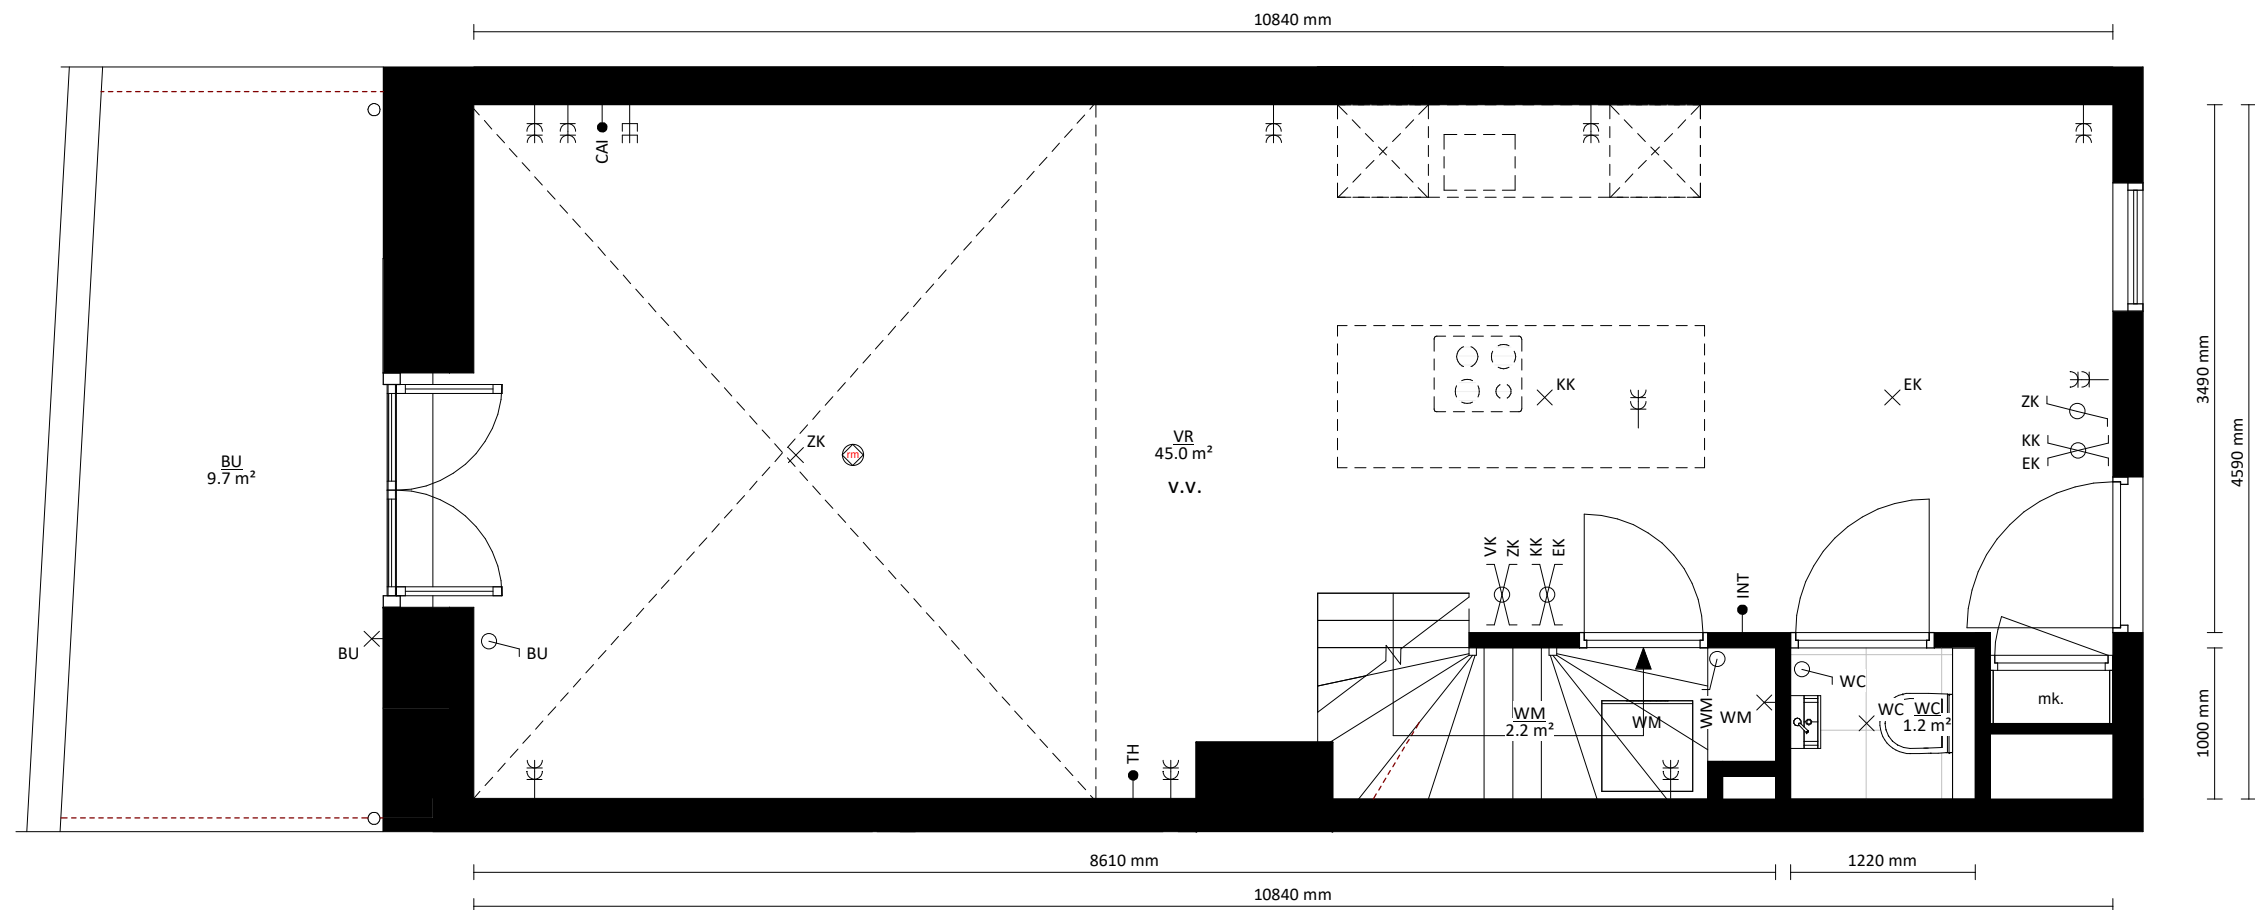 10840 mm
CAI
ZK
rm
VR
45.0 m²
v.v.
BU
9.7 m²
KK
EK
ZK
KK
EK
3490 mm
4590 mm
VK
ZK
KK
EK
INT
BU
BU
WC
WM
2.2 m²
WM
WM
WM
WC
WC
1.2 m²
mk.
TH
1000 mm
8610 mm
1220 mm
10840 mm